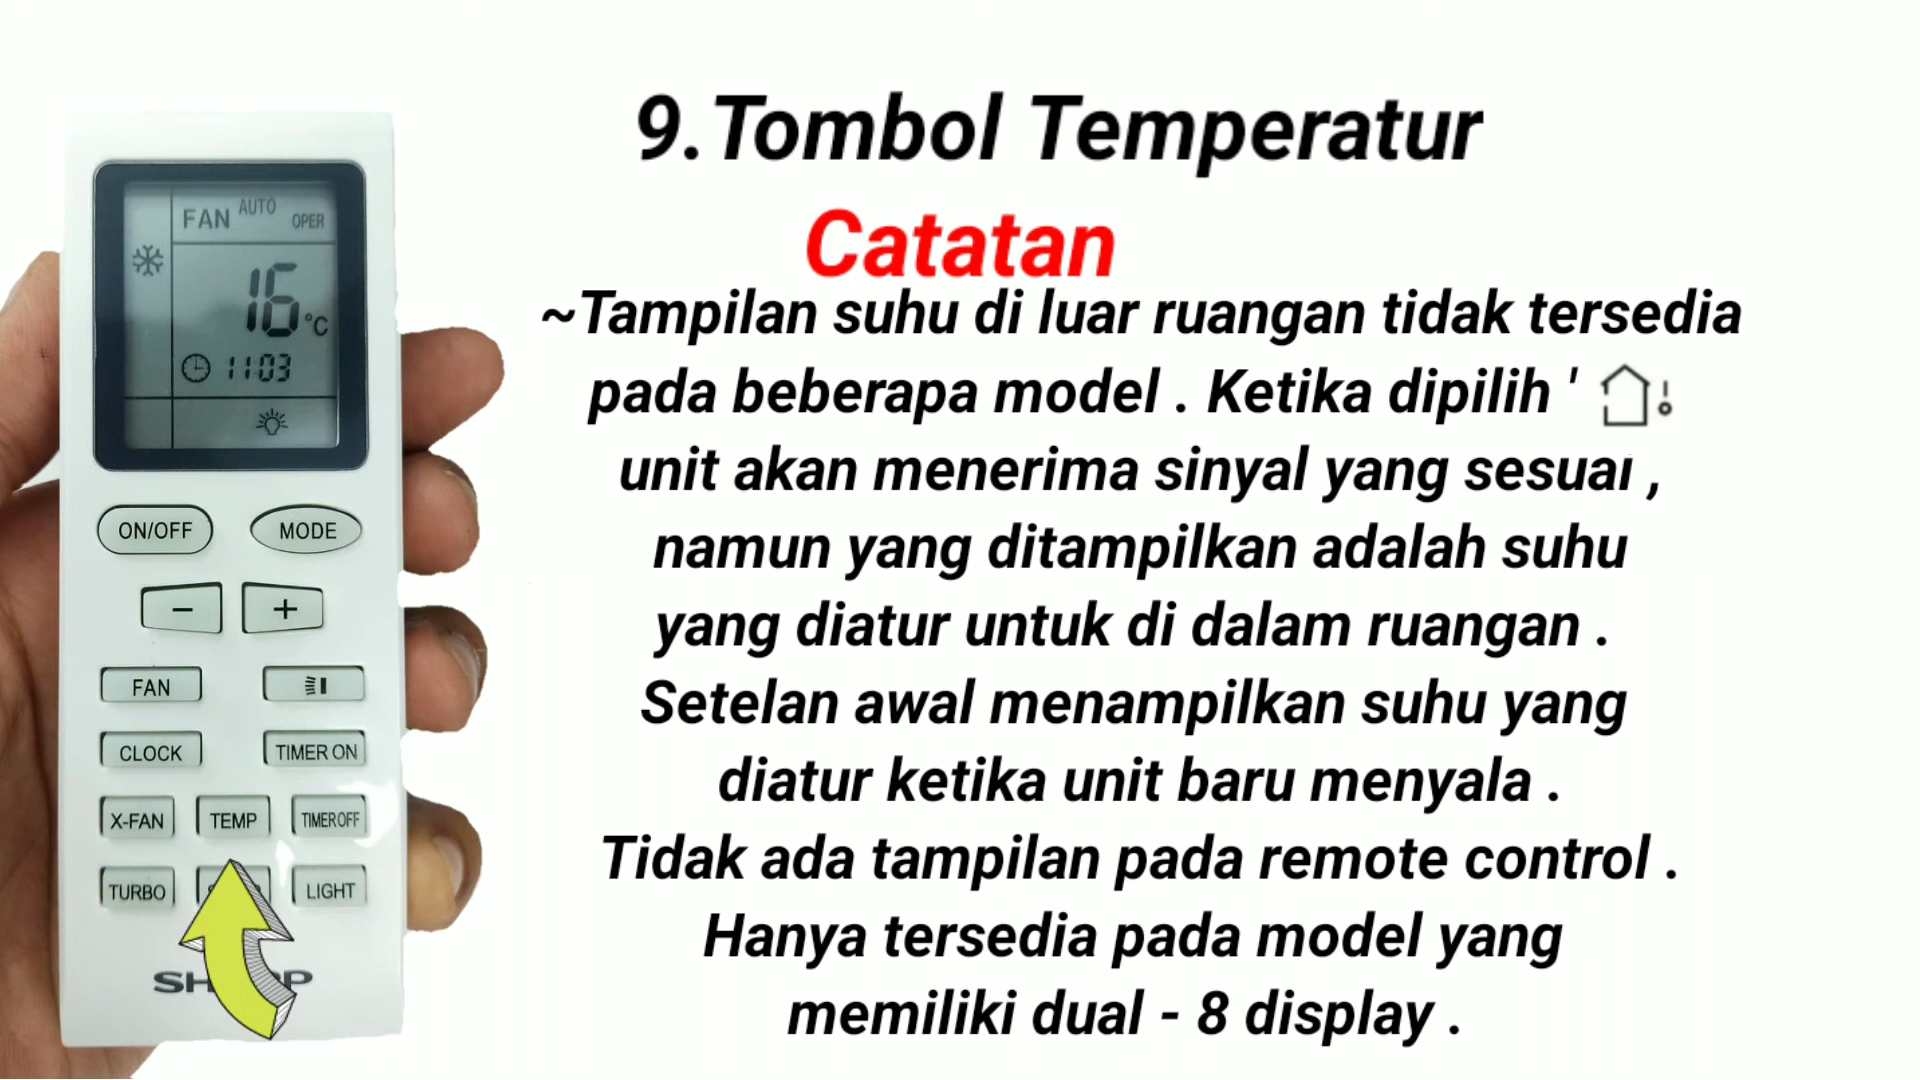 9.Tombol Temperatur
Catatan
~Tampilan suhu di luar ruangan tidak tersedia
pada beberapa model . Ketika dipilih '
unit akan menerima sinyal yang sesuai ,
namun yang ditampilkan adalah suhu
yang diatur untuk di dalam ruangan .
Setelan awal menampilkan suhu yang
diatur ketika unit baru menyala .
Tidak ada tampilan pada remote control .
Hanya tersedia pada model yang
memiliki dual - 8 display .
FAN AUTO OPER
16 °C
11:03
ON/OFF MODE
- +
FAN
CLOCK TIMER ON
X-FAN TEMP TIMER OFF
TURBO LIGHT